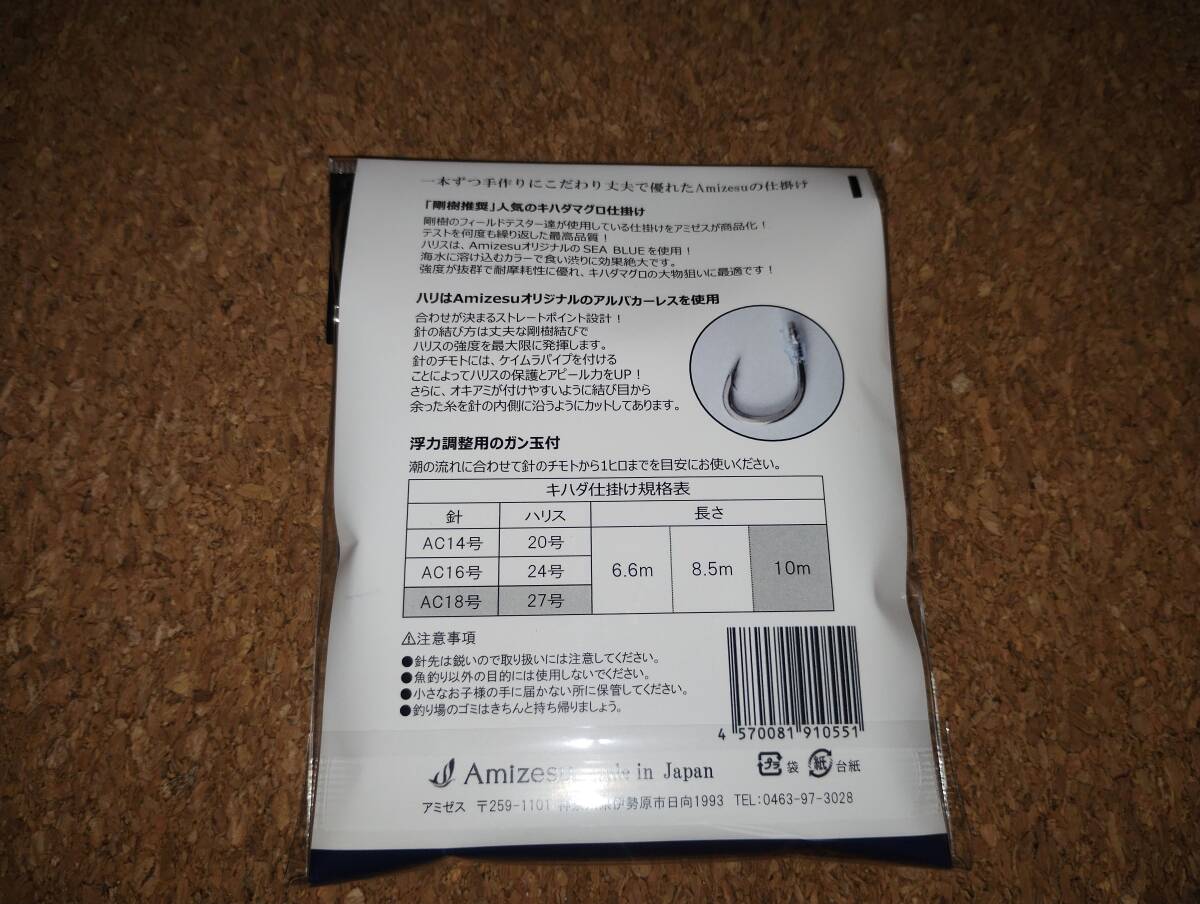 一本ずつ手作りにこだわり丈夫で優れたAmizesuの仕掛け
「剛樹推奨」人気のキハダマグロ仕掛け
剛樹のフィールドテスター達が使用している仕掛けをアミゼスが商品化！
テストを何度も繰り返した最高品質！
ハリスは、AmizesuオリジナルのSEA BLUEを使用！
海水に溶け込むカラーで食い渋りに効果絶大です。
強度が抜群で耐摩耗性に優れ、キハダマグロの大物狙いに最適です！
ハリはAmizesuオリジナルのアルバカーレスを使用
合わせが決まるストレートポイント設計！
針の結び方は丈夫な剛樹結びで
ハリスの強度を最大限に発揮します。
針のチモトには、ケイムラパイプを付ける
ことによってハリスの保護とアピール力をUP！
さらに、オキアミが付けやすいように結び目から
余った糸を針の内側に沿うようにカットしてあります。
浮力調整用のガン玉付
潮の流れに合わせて針のチモトから1ヒロまでを目安にお使いください。
キハダ仕掛け規格表
針 ハリス 長さ
AC14号 20号
AC16号 24号 6.6m 8.5m 10m
AC18号 27号
⚠注意事項
●針先は鋭いので取り扱いには注意してください。
●魚釣り以外の目的には使用しないでください。
●小さなお子様の手に届かない所に保管してください。
●釣り場のゴミはきちんと持ち帰りましょう。
4 570081 910551
Amizesu in Japan
プラ 袋 紙 台紙
アミゼス 〒259-1101 伊勢原市日向1993 TEL:0463-97-3028